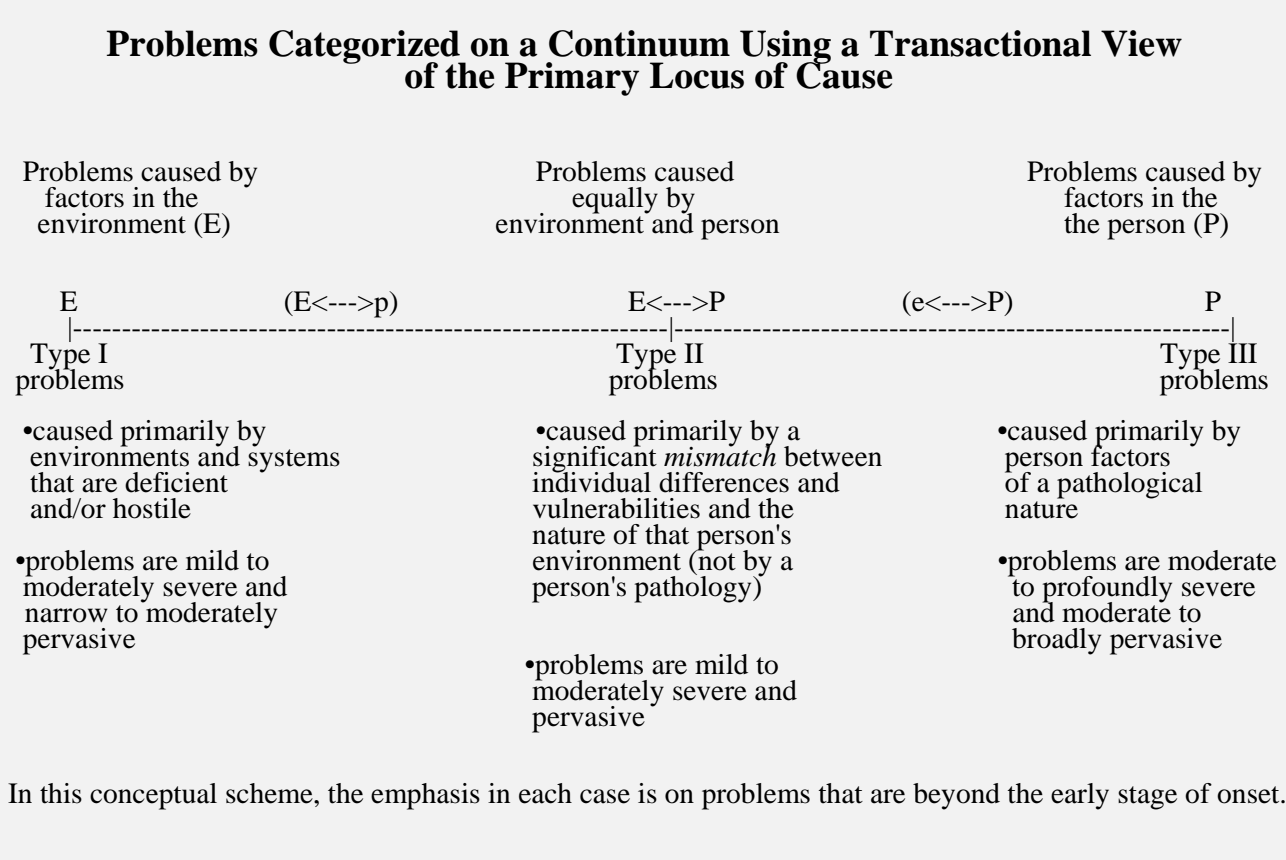 Problems Categorized on a Continuum Using a Transactional View
of the Primary Locus of Cause
Problems caused by
factors in the
environment (E)
Problems caused
equally by
environment and person
Problems caused by
factors in the
the person (P)
E (E<--->p) E<--->P (e<--->P) P
|-------------------------------------------------------------|---------------------------------------------------------|
Type I
problems
•caused primarily by
environments and systems
that are deficient
and/or hostile
•problems are mild to
moderately severe and
narrow to moderately
pervasive
Type II
problems
•caused primarily by a
significant mismatch between
individual differences and
vulnerabilities and the
nature of that person's
environment (not by a
person's pathology)
•problems are mild to
moderately severe and
pervasive
Type III
problems
•caused primarily by
person factors
of a pathological
nature
•problems are moderate
to profoundly severe
and moderate to
broadly pervasive
In this conceptual scheme, the emphasis in each case is on problems that are beyond the early stage of onset.